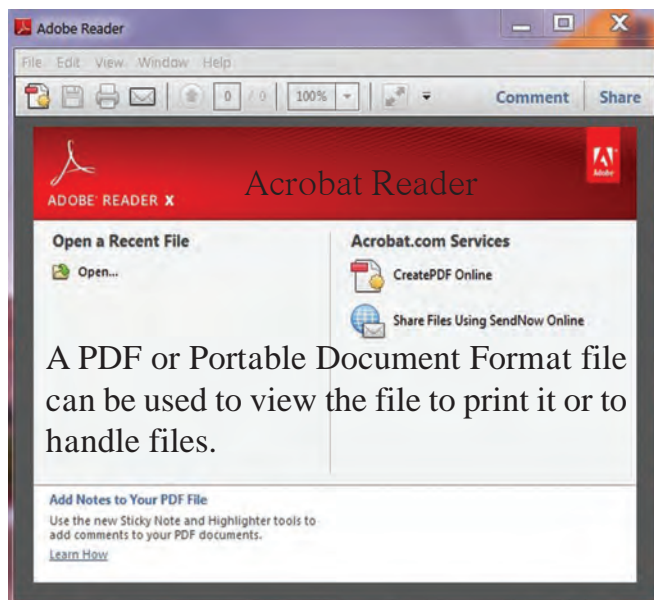 Adobe Reader
File Edit View Window Help
0 / 0 100% Comment Share
ADOBE® READER X
Acrobat Reader
Adobe
Open a Recent File
Open...
Acrobat.com Services
CreatePDF Online
Share Files Using SendNow Online
A PDF or Portable Document Format file
can be used to view the file to print it or to
handle files.
Add Notes to Your PDF File
Use the new Sticky Note and Highlighter tools to
add comments to your PDF documents.
Learn How